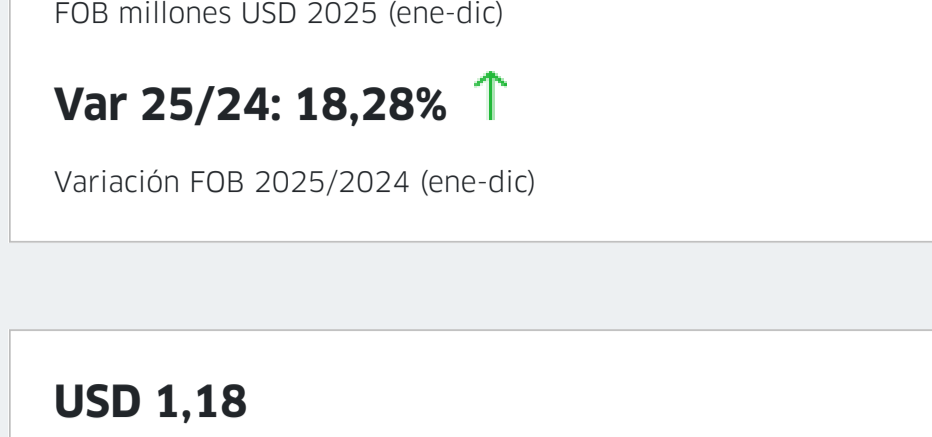 FOB millones USD 2025 (ene-dic)
Var 25/24: 18,28%
Variación FOB 2025/2024 (ene-dic)
USD 1,18